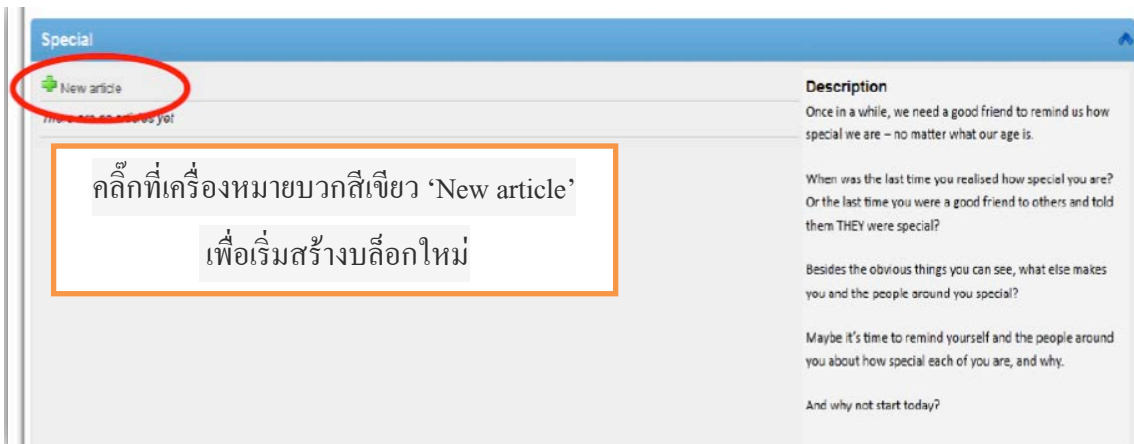 Special
New article
There are no articles yet
คลิ๊กที่เครื่องหมายบวกสีเขียว ‘New article’
เพื่อเริ่มสร้างบล็อกใหม่
Description
Once in a while, we need a good friend to remind us how
special we are – no matter what our age is.
When was the last time you realised how special you are?
Or the last time you were a good friend to others and told
them THEY were special?
Besides the obvious things you can see, what else makes
you and the people around you special?
Maybe it’s time to remind yourself and the people around
you about how special each of you are, and why.
And why not start today?